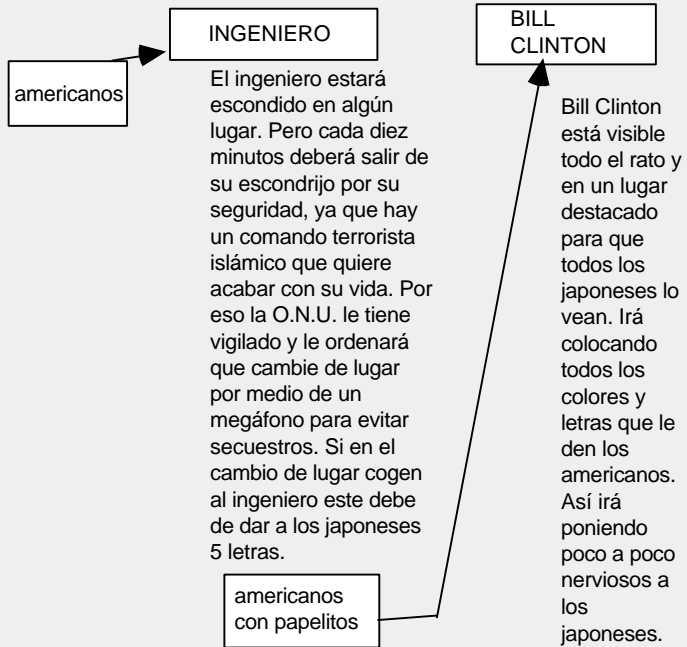 INGENIERO
americanos
El ingeniero estará
escondido en algún
lugar. Pero cada diez
minutos deberá salir de
su escondrijo por su
seguridad, ya que hay
un comando terrorista
islámico que quiere
acabar con su vida. Por
eso la O.N.U. le tiene
vigilado y le ordenará
que cambie de lugar
por medio de un
megáfono para evitar
secuestros. Si en el
cambio de lugar cogen
al ingeniero este debe
de dar a los japoneses
5 letras.
americanos
con papelitos
BILL
CLINTON
Bill Clinton
está visible
todo el rato y
en un lugar
destacado
para que
todos los
japoneses lo
vean. Irá
colocando
todos los
colores y
letras que le
den los
americanos.
Así irá
poniendo
poco a poco
nerviosos a
los
japoneses.